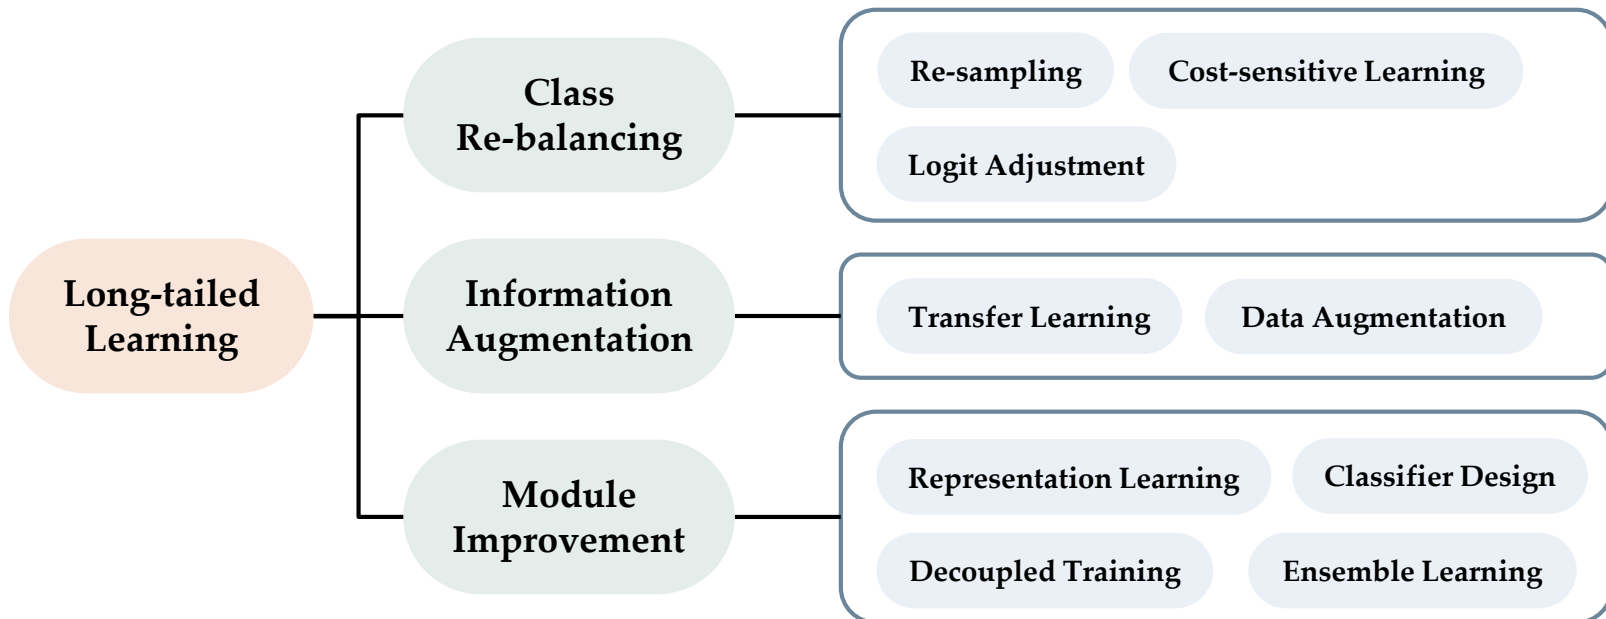 Long-tailed
Learning
Class
Re-balancing
Re-sampling
Cost-sensitive Learning
Logit Adjustment
Information
Augmentation
Transfer Learning
Data Augmentation
Module
Improvement
Representation Learning
Classifier Design
Decoupled Training
Ensemble Learning